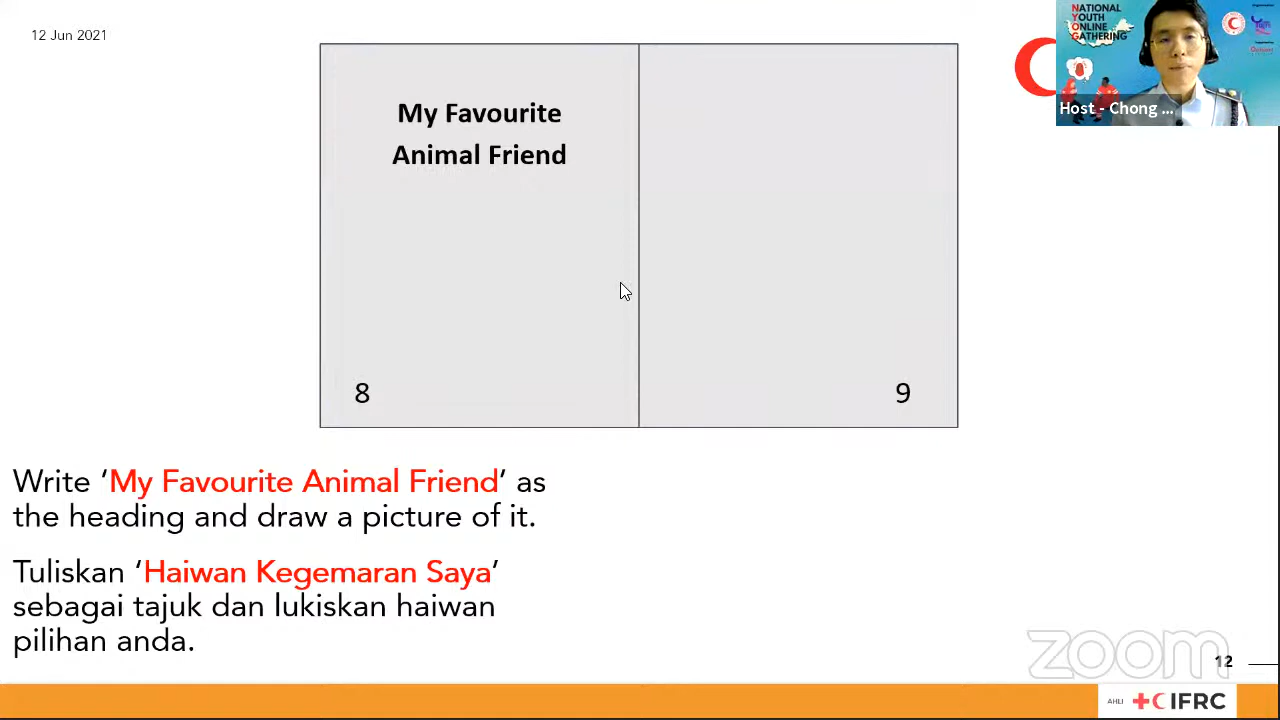 12 Jun 2021
NATIONAL
YOUTH
ONLINE
GATHERING
Host - Chong ...
My Favourite
Animal Friend
8
9
Write ‘My Favourite Animal Friend’ as
the heading and draw a picture of it.
Tuliskan ‘Haiwan Kegemaran Saya’
sebagai tajuk dan lukiskan haiwan
pilihan anda.
zoom
12
AHLI
IFRC